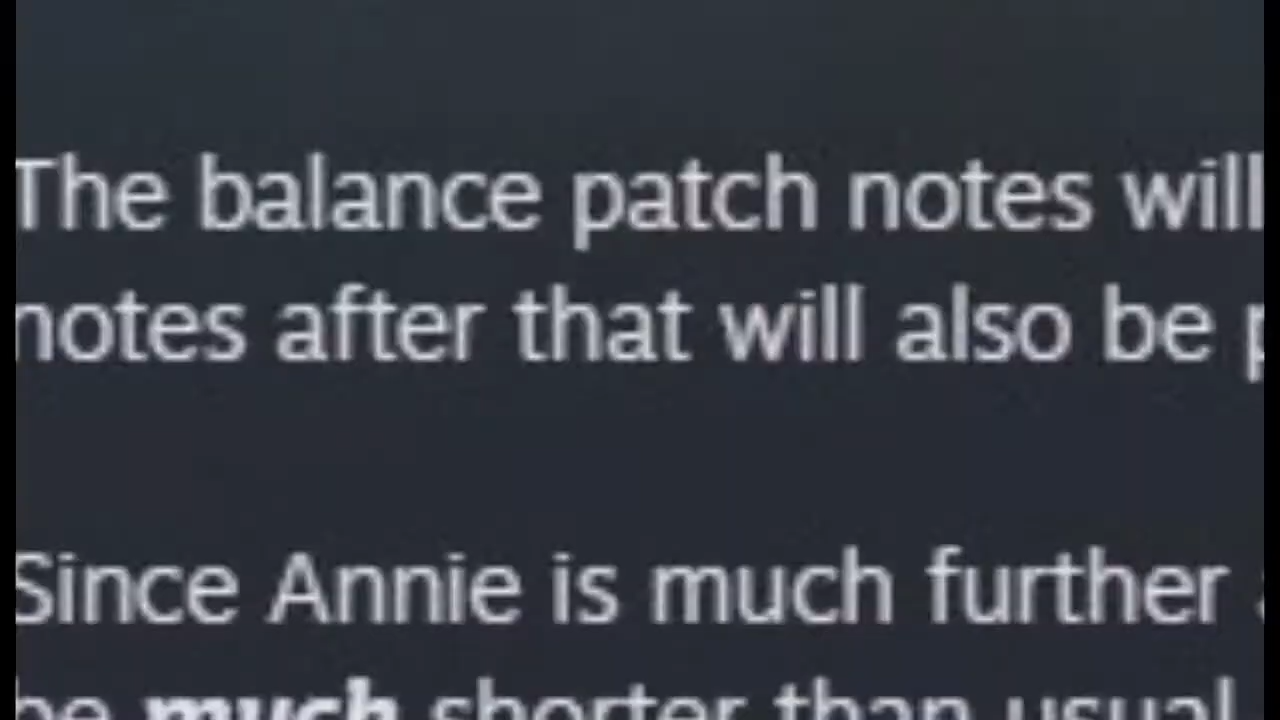 The balance patch notes will
notes after that will also be p
Since Annie is much further
be much shorter than usual